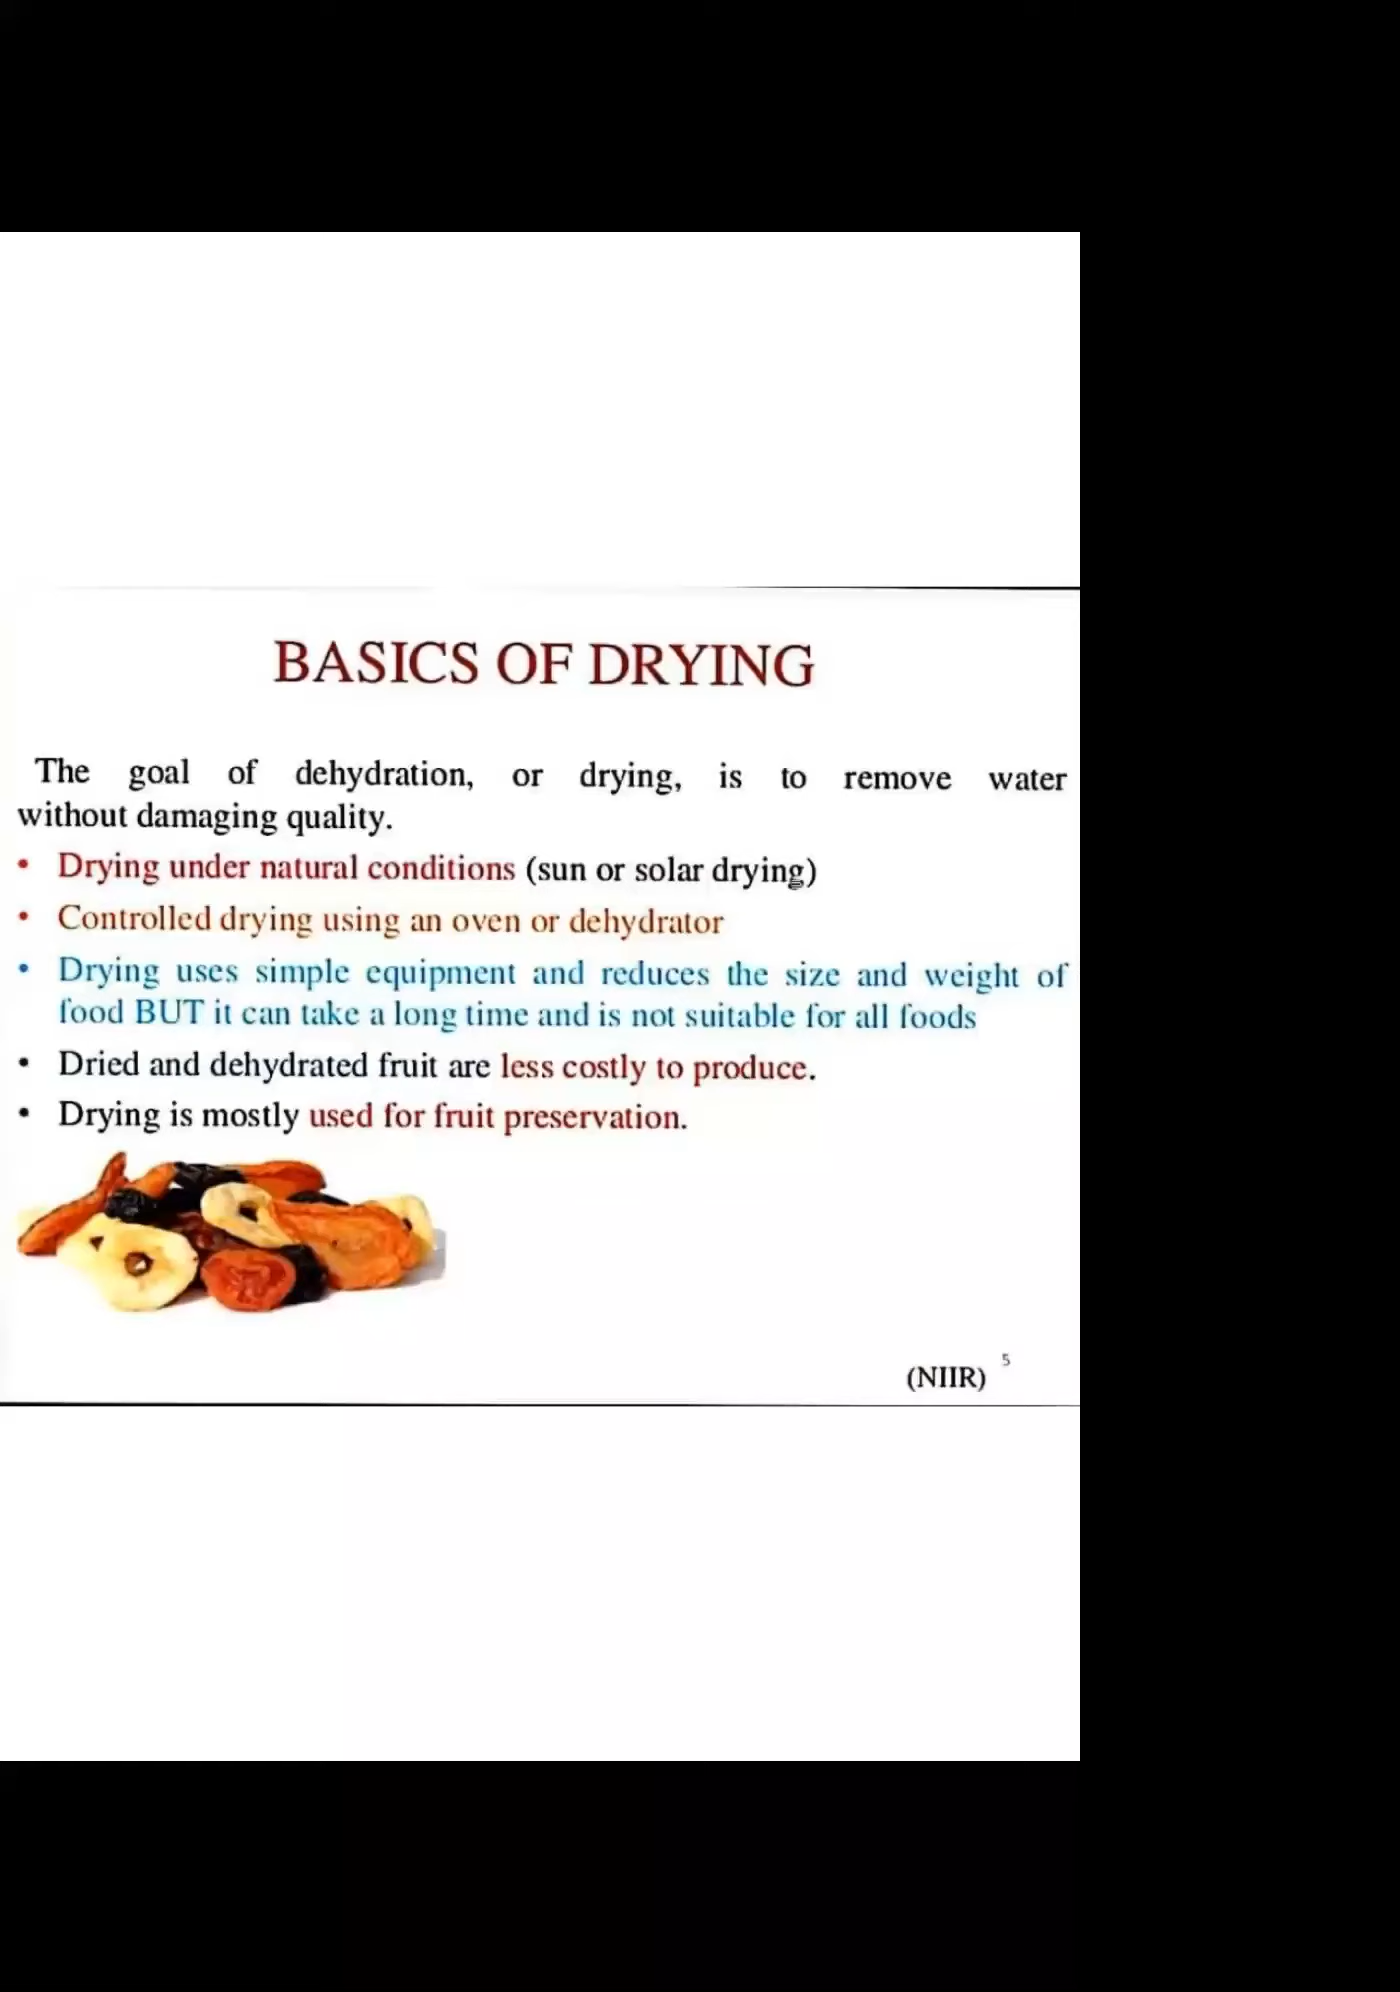 BASICS OF DRYING
The goal of dehydration, or drying, is to remove water
without damaging quality.
• Drying under natural conditions (sun or solar drying)
• Controlled drying using an oven or dehydrator
• Drying uses simple equipment and reduces the size and weight of
food BUT it can take a long time and is not suitable for all foods
• Dried and dehydrated fruit are less costly to produce.
• Drying is mostly used for fruit preservation.
(NIIR) 5